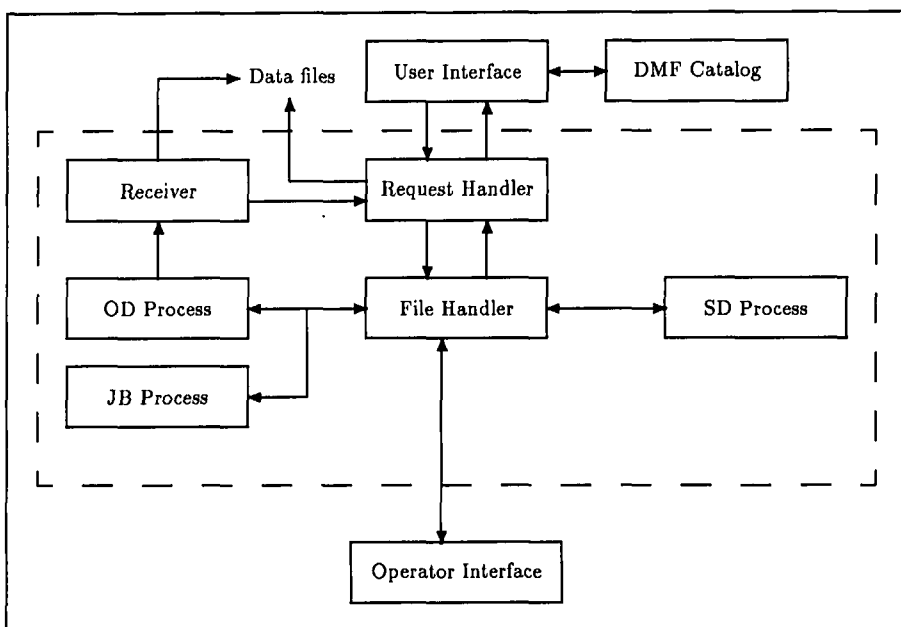 Data files
User Interface
DMF Catalog
Receiver
Request Handler
OD Process
File Handler
SD Process
JB Process
Operator Interface